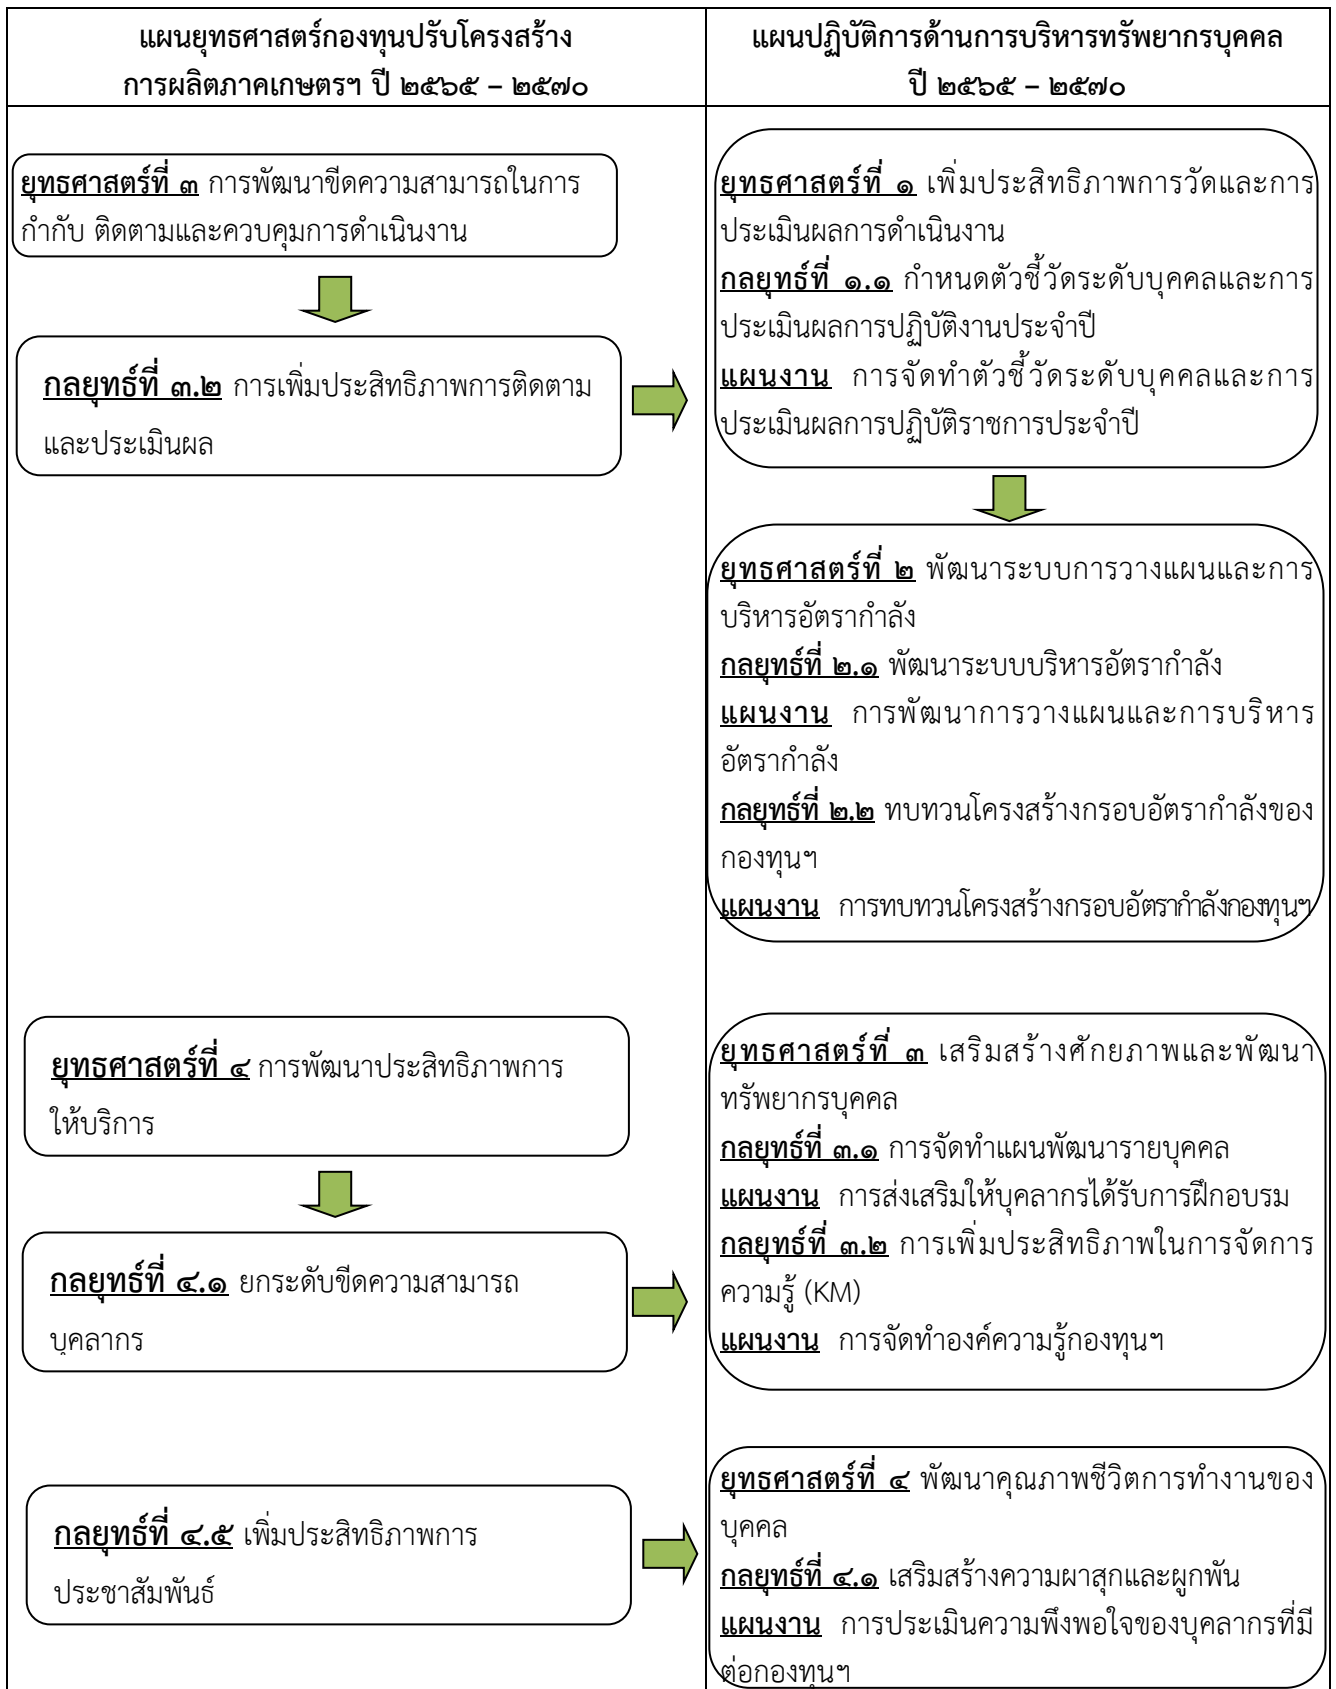 แผนยุทธศาสตร์กองทุนปรับโครงสร้าง
การผลิตภาคเกษตรฯ ปี ๒๕๖๕ – ๒๕๗๐
แผนปฏิบัติการด้านการบริหารทรัพยากรบุคคล
ปี ๒๕๖๕ – ๒๕๗๐
ยุทธศาสตร์ที่ ๓ การพัฒนาขีดความสามารถในการ
กำกับ ติดตามและควบคุมการดำเนินงาน
กลยุทธ์ที่ ๓.๒ การเพิ่มประสิทธิภาพการติดตาม
และประเมินผล
ยุทธศาสตร์ที่ ๑ เพิ่มประสิทธิภาพการวัดและการ
ประเมินผลการดำเนินงาน
กลยุทธ์ที่ ๑.๑ กำหนดตัวชี้วัดระดับบุคคลและการ
ประเมินผลการปฏิบัติงานประจำปี
แผนงาน การจัดทำตัวชี้วัดระดับบุคคลและการ
ประเมินผลการปฏิบัติราชการประจำปี
ยุทธศาสตร์ที่ ๒ พัฒนาระบบการวางแผนและการ
บริหารอัตรากำลัง
กลยุทธ์ที่ ๒.๑ พัฒนาระบบบริหารอัตรากำลัง
แผนงาน การพัฒนาการวางแผนและการบริหาร
อัตรากำลัง
กลยุทธ์ที่ ๒.๒ ทบทวนโครงสร้างกรอบอัตรากำลังของ
กองทุนฯ
แผนงาน การทบทวนโครงสร้างกรอบอัตรากำลังกองทุนฯ
ยุทธศาสตร์ที่ ๔ การพัฒนาประสิทธิภาพการ
ให้บริการ
กลยุทธ์ที่ ๔.๑ ยกระดับขีดความสามารถ
บุคลากร
ยุทธศาสตร์ที่ ๓ เสริมสร้างศักยภาพและพัฒนา
ทรัพยากรบุคคล
กลยุทธ์ที่ ๓.๑ การจัดทำแผนพัฒนารายบุคคล
แผนงาน การส่งเสริมให้บุคลากรได้รับการฝึกอบรม
กลยุทธ์ที่ ๓.๒ การเพิ่มประสิทธิภาพในการจัดการ
ความรู้ (KM)
แผนงาน การจัดทำองค์ความรู้กองทุนฯ
กลยุทธ์ที่ ๔.๕ เพิ่มประสิทธิภาพการ
ประชาสัมพันธ์
ยุทธศาสตร์ที่ ๔ พัฒนาคุณภาพชีวิตการทำงานของ
บุคคล
กลยุทธ์ที่ ๔.๑ เสริมสร้างความผาสุกและผูกพัน
แผนงาน การประเมินความพึงพอใจของบุคลากรที่มี
ต่อกองทุนฯ